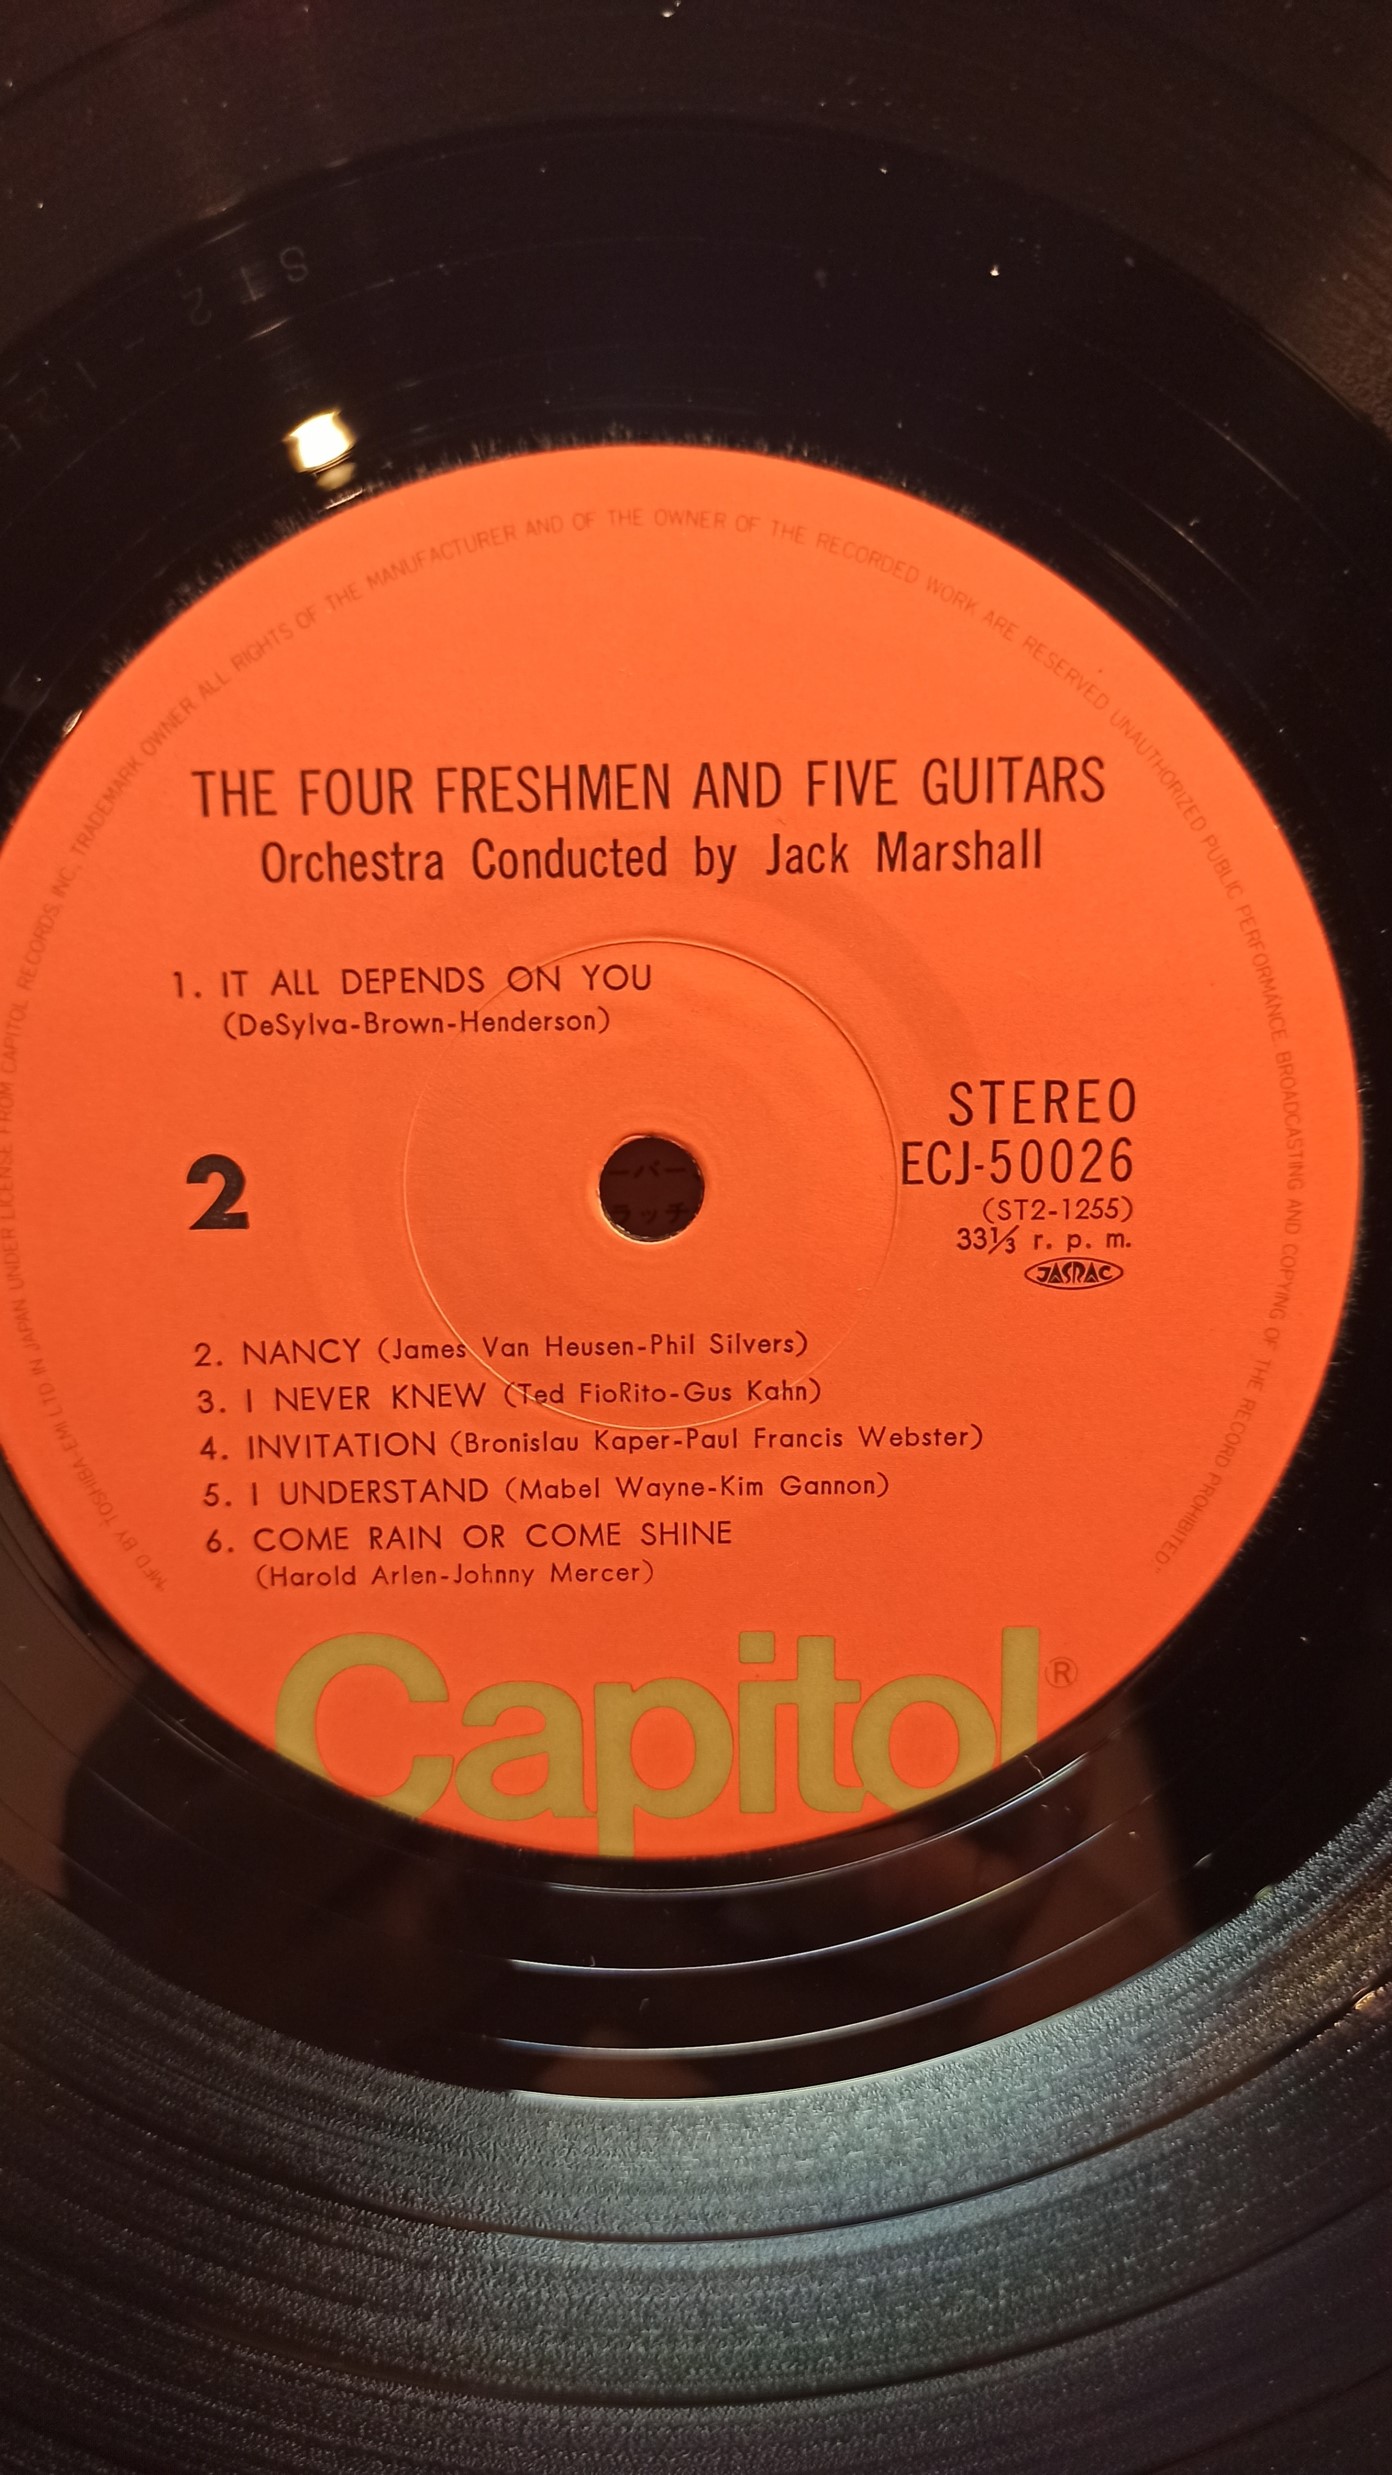 MFD BY TOSHIBA-EMI LTD IN JAPAN UNDER LICENSE FROM CAPITOL RECORDS, INC, TRADEMARK OWNER ALL RIGHTS OF THE MANUFACTURER AND OF THE OWNER OF THE RECORDED WORK ARE RESERVED UNAUTHORIZED PUBLIC PERFORMANCE BROADCASTING AND COPYING OF THE RECORD PROHIBITED
THE FOUR FRESHMEN AND FIVE GUITARS
Orchestra Conducted by Jack Marshall
1. IT ALL DEPENDS ON YOU
(DeSylva-Brown-Henderson)
2
STEREO
ECJ-50026
(ST2-1255)
33⅓ r. p. m.
JASRAC
2. NANCY (James Van Heusen-Phil Silvers)
3. I NEVER KNEW (Ted FioRito-Gus Kahn)
4. INVITATION (Bronislau Kaper-Paul Francis Webster)
5. I UNDERSTAND (Mabel Wayne-Kim Gannon)
6. COME RAIN OR COME SHINE
(Harold Arlen-Johnny Mercer)
Capitol®